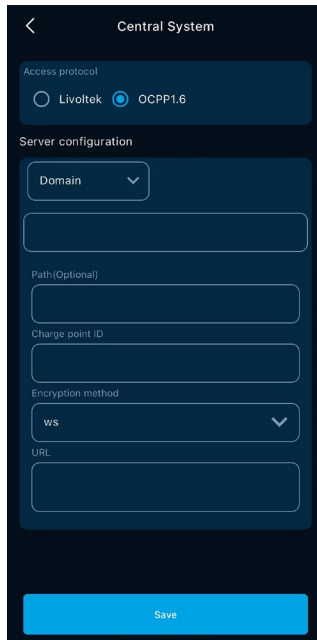 Central System
Access protocol
Livoltek OCPP1.6
Server configuration
Domain
Path(Optional)
Charge point ID
Encryption method
ws
URL
Save